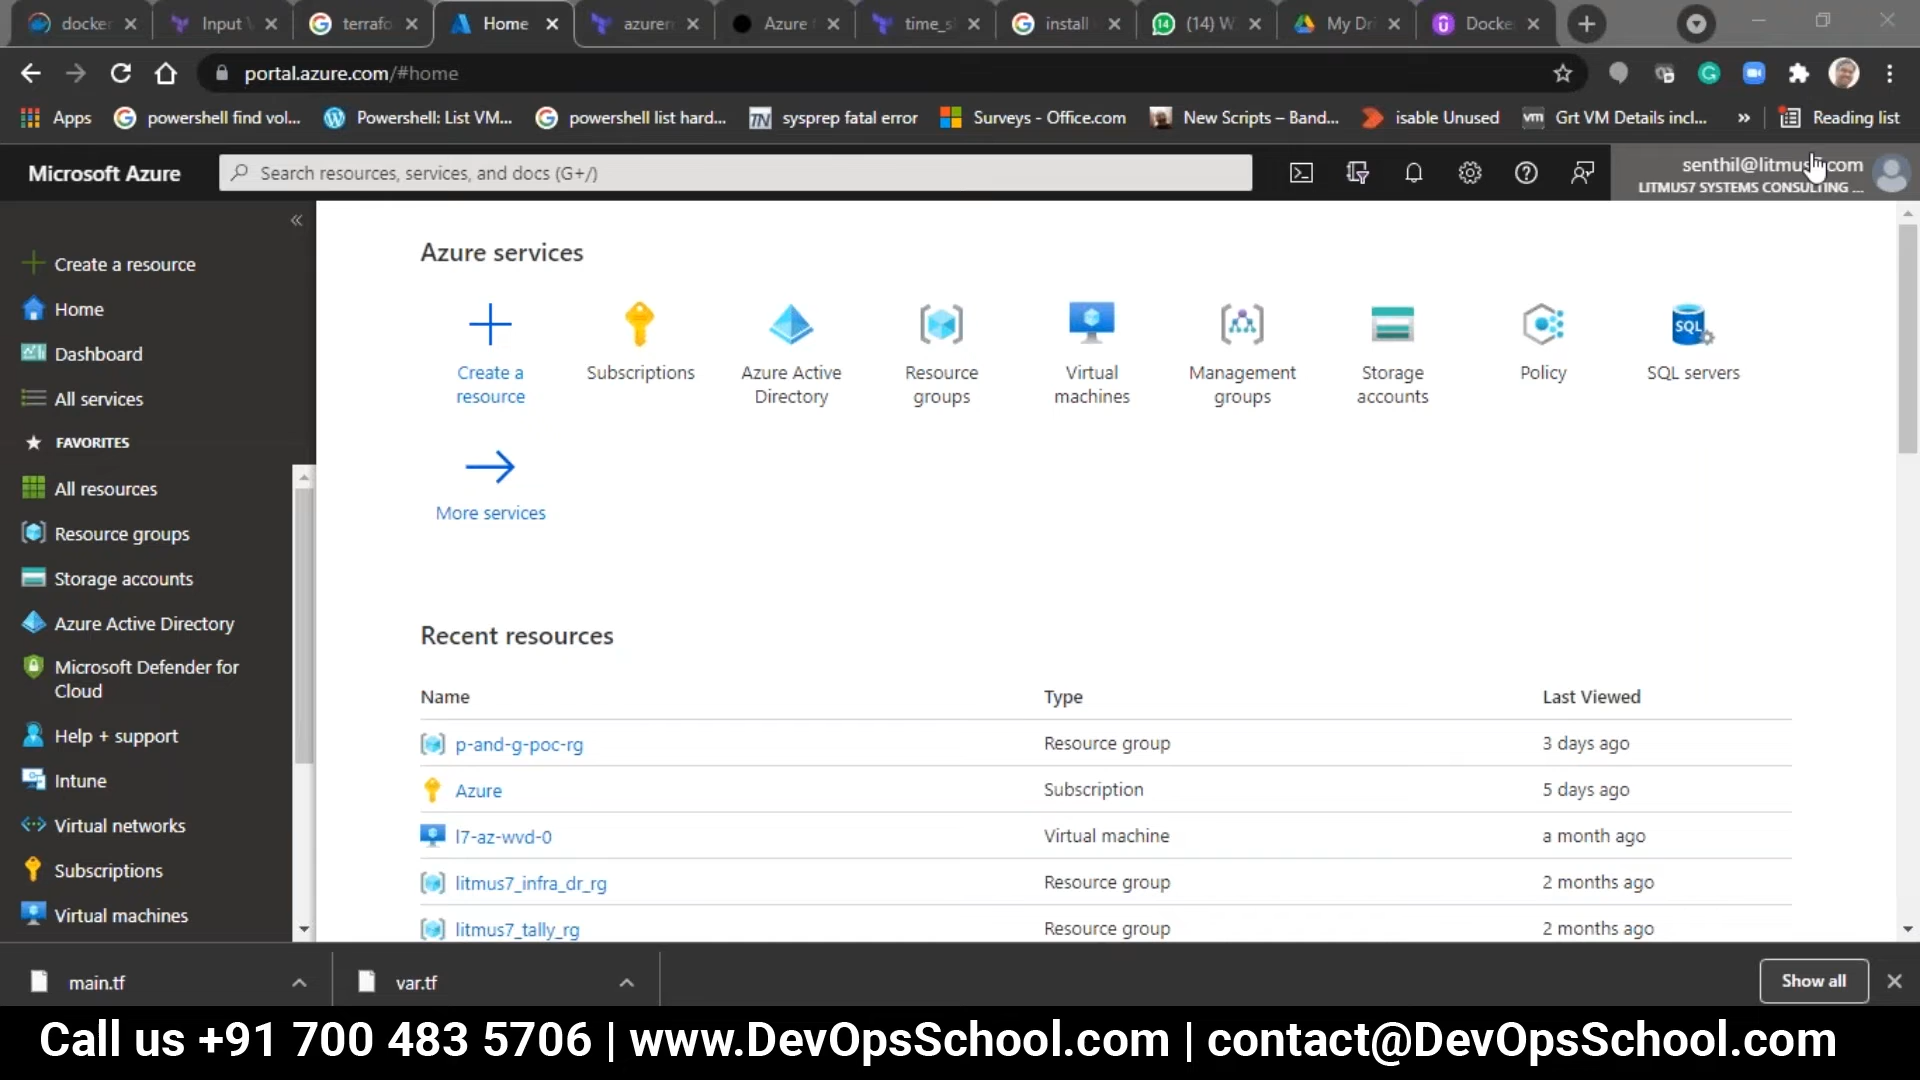 docker
Input
terrafo
Home
azurer
Azure
time_s
install
(14) W
My Dri
Docke
portal.azure.com/#home
Apps
powershell find vol...
Powershell: List VM...
powershell list hard...
sysprep fatal error
Surveys - Office.com
New Scripts – Band...
isable Unused
Grt VM Details incl...
»
Reading list
Microsoft Azure
Search resources, services, and docs (G+/)
LITMUS7 SYSTEMS CONSULTING ...
«
Create a resource
Home
Dashboard
All services
FAVORITES
All resources
Resource groups
Storage accounts
Azure Active Directory
Microsoft Defender for
Cloud
Help + support
Intune
Virtual networks
Subscriptions
Virtual machines
Azure services
Create a
resource
Subscriptions
Azure Active
Directory
Resource
groups
Virtual
machines
Management
groups
Storage
accounts
Policy
SQL
SQL servers
More services
Recent resources
Name Type Last Viewed
p-and-g-poc-rg Resource group 3 days ago
Azure Subscription 5 days ago
l7-az-wvd-0 Virtual machine a month ago
litmus7_infra_dr_rg Resource group 2 months ago
litmus7_tally_rg Resource group 2 months ago
main.tf
var.tf
Show all
Call us +91 700 483 5706 | www.DevOpsSchool.com | contact@DevOpsSchool.com